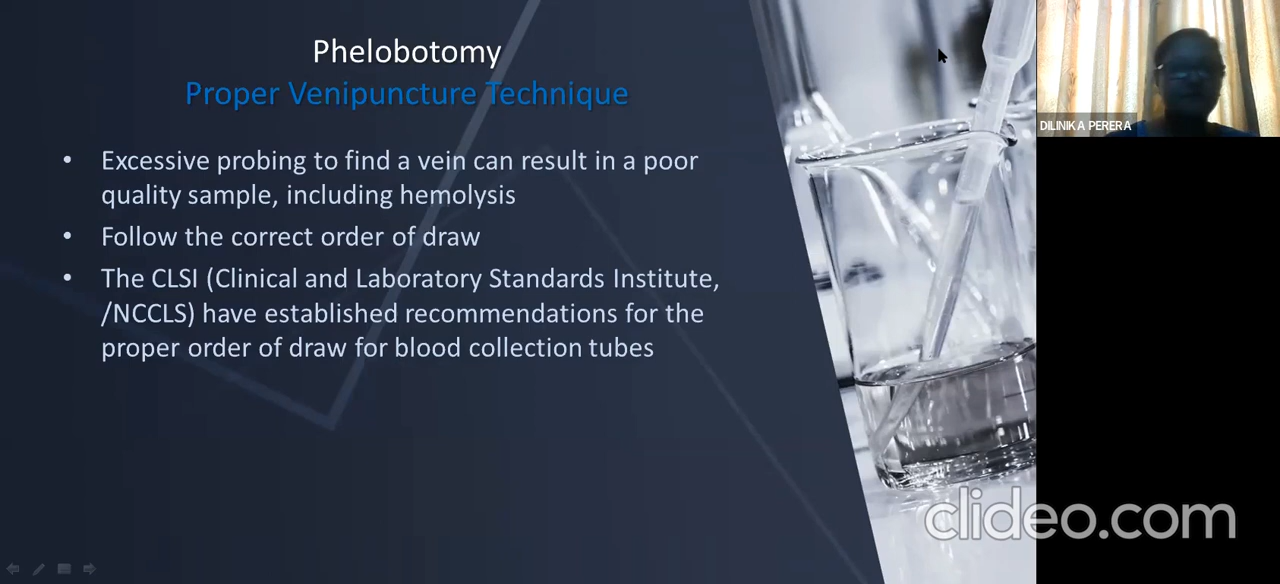 Phelobotomy
Proper Venipuncture Technique
• Excessive probing to find a vein can result in a poor
quality sample, including hemolysis
• Follow the correct order of draw
• The CLSI (Clinical and Laboratory Standards Institute,
/NCCLS) have established recommendations for the
proper order of draw for blood collection tubes
DILINIKA PERERA
clideo.com